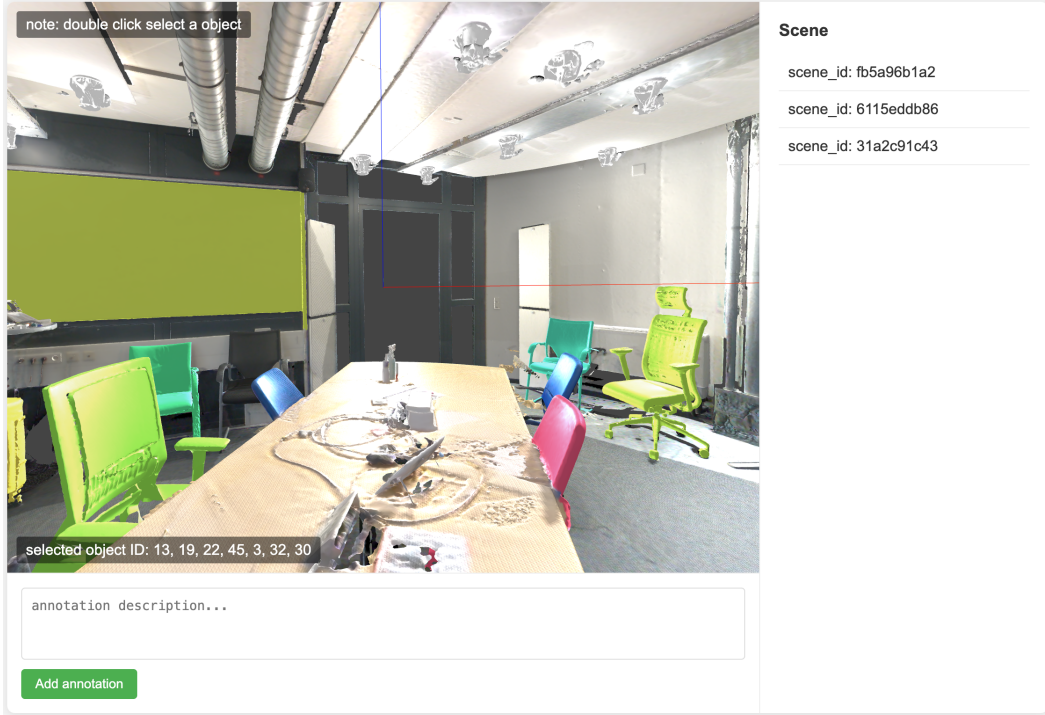 note: double click select a object
Scene
scene_id: fb5a96b1a2
scene_id: 6115eddb86
scene_id: 31a2c91c43
selected object ID: 13, 19, 22, 45, 3, 32, 30
annotation description...
Add annotation